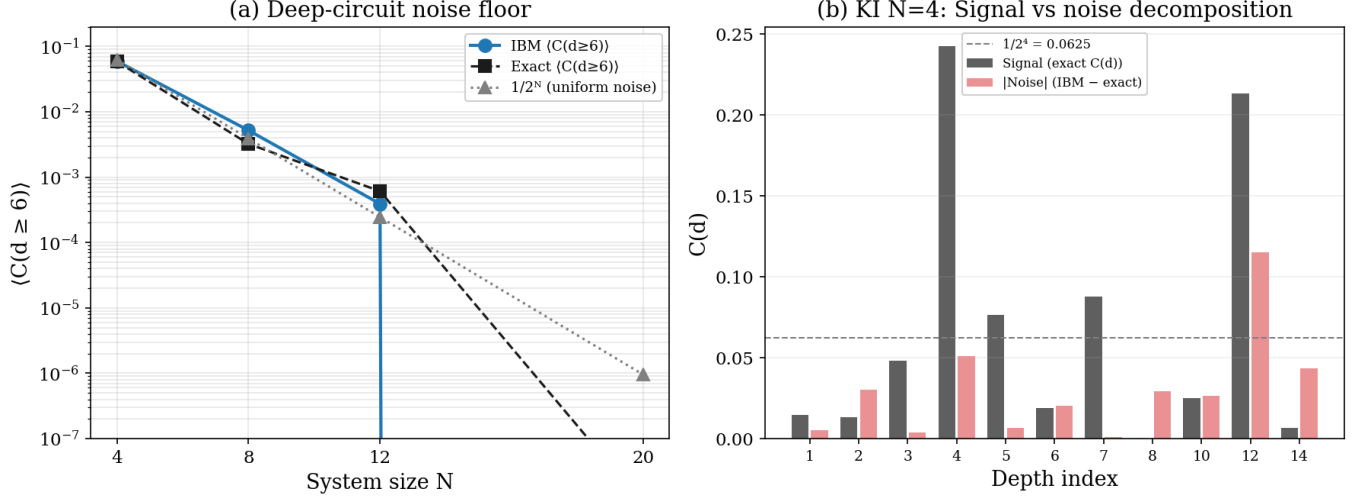 (a) Deep-circuit noise floor
IBM ⟨C(d≥6)⟩
Exact ⟨C(d≥6)⟩
1/2ᴺ (uniform noise)
⟨C(d ≥ 6)⟩
10⁻¹
10⁻²
10⁻³
10⁻⁴
10⁻⁵
10⁻⁶
10⁻⁷
4 8 12 20
System size N
(b) KI N=4: Signal vs noise decomposition
1/2⁴ = 0.0625
Signal (exact C(d))
|Noise| (IBM − exact)
C(d)
0.25
0.20
0.15
0.10
0.05
0.00
1 2 3 4 5 6 7 8 10 12 14
Depth index